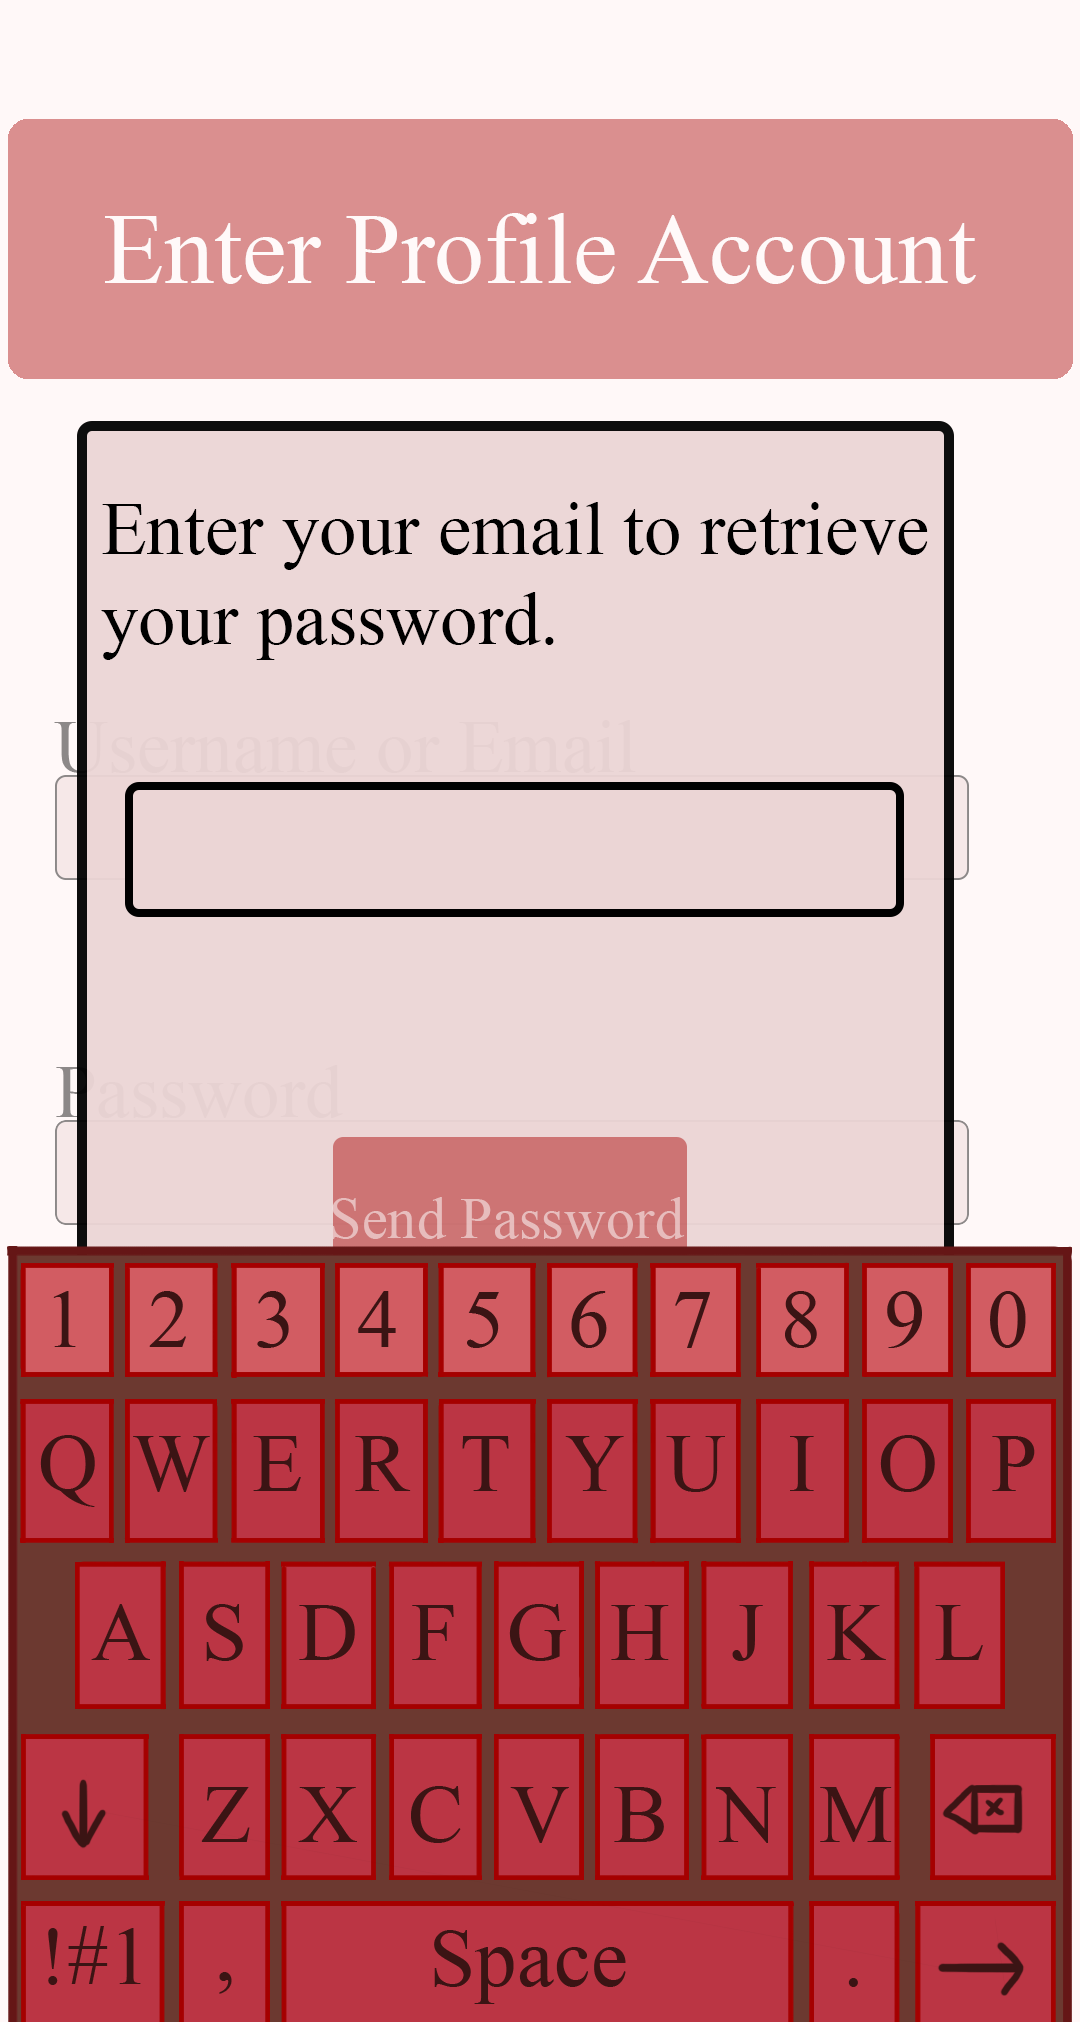 Enter Profile Account
Enter your email to retrieve
your password.
Username or Email
Password
Send Password
1 2 3 4 5 6 7 8 9 0
Q W E R T Y U I O P
A S D F G H J K L
Z X C V B N M
!#1 , Space .